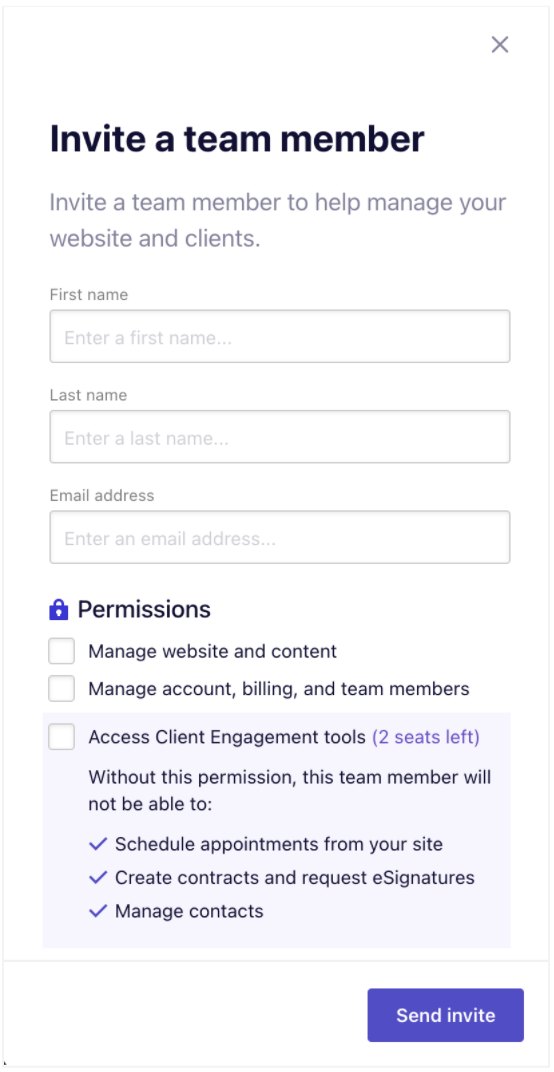 Invite a team member
Invite a team member to help manage your
website and clients.
First name
Enter a first name...
Last name
Enter a last name...
Email address
Enter an email address...
Permissions
Manage website and content
Manage account, billing, and team members
Access Client Engagement tools (2 seats left)
Without this permission, this team member will
not be able to:
Schedule appointments from your site
Create contracts and request eSignatures
Manage contacts
Send invite